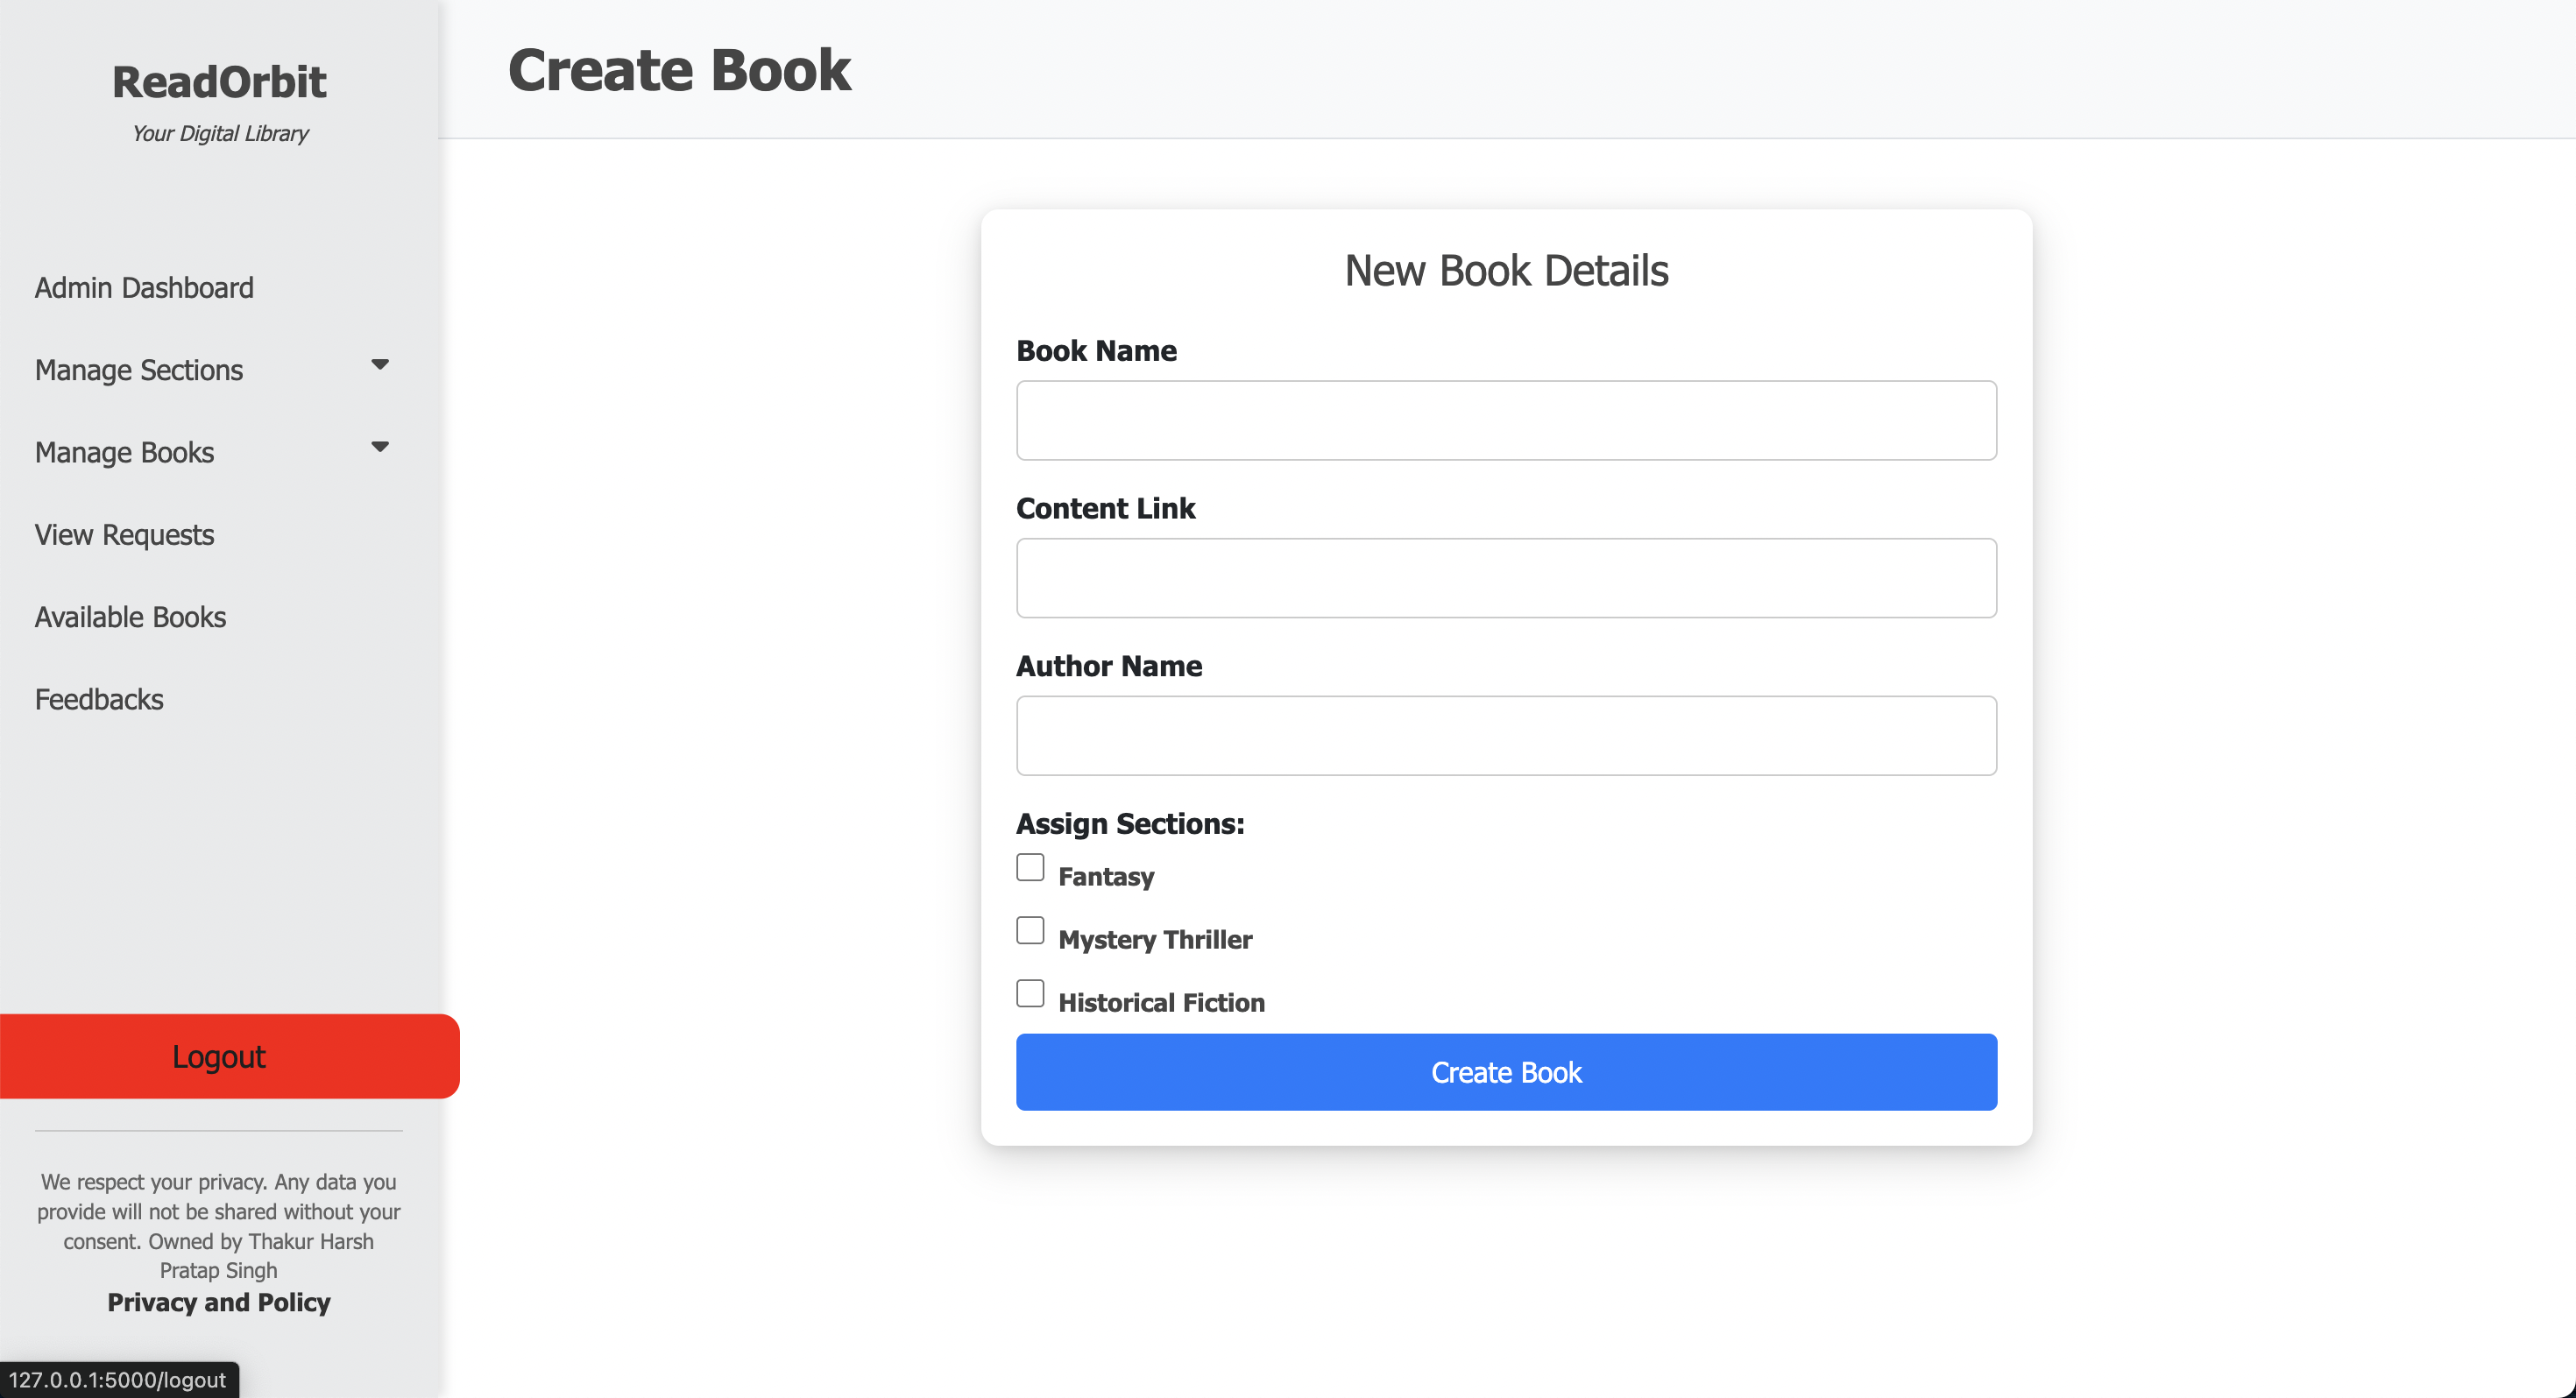 ReadOrbit
Your Digital Library
Admin Dashboard
Manage Sections
Manage Books
View Requests
Available Books
Feedbacks
Logout
We respect your privacy. Any data you
provide will not be shared without your
consent. Owned by Thakur Harsh
Pratap Singh
Privacy and Policy
127.0.0.1:5000/logout
Create Book
New Book Details
Book Name
Content Link
Author Name
Assign Sections:
Fantasy
Mystery Thriller
Historical Fiction
Create Book